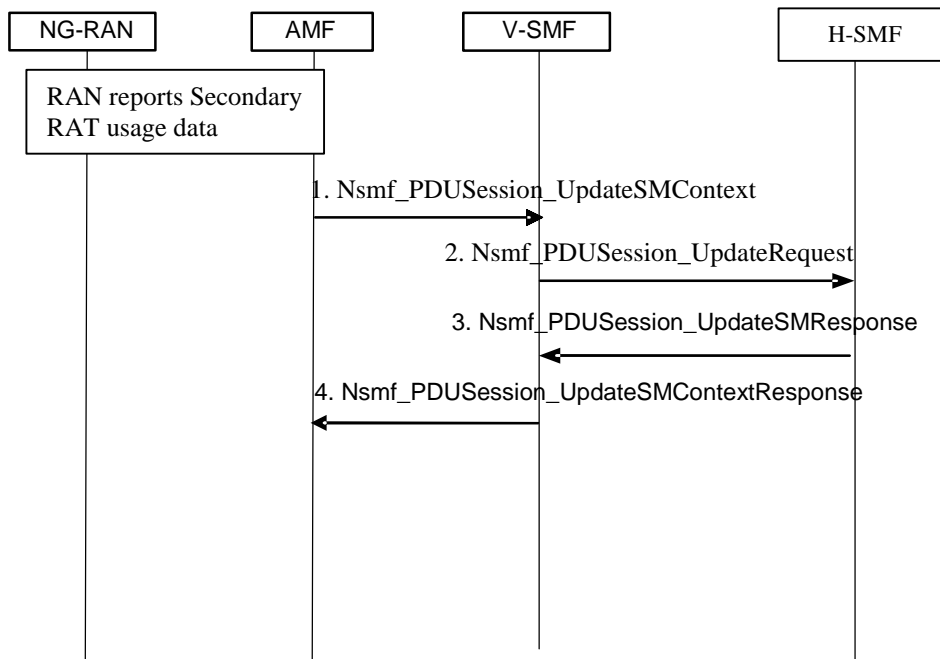 NG-RAN
AMF
V-SMF
H-SMF
RAN reports Secondary
RAT usage data
1. Nsmf_PDUSession_UpdateSMContext
2. Nsmf_PDUSession_UpdateRequest
3. Nsmf_PDUSession_UpdateSMResponse
4. Nsmf_PDUSession_UpdateSMContextResponse